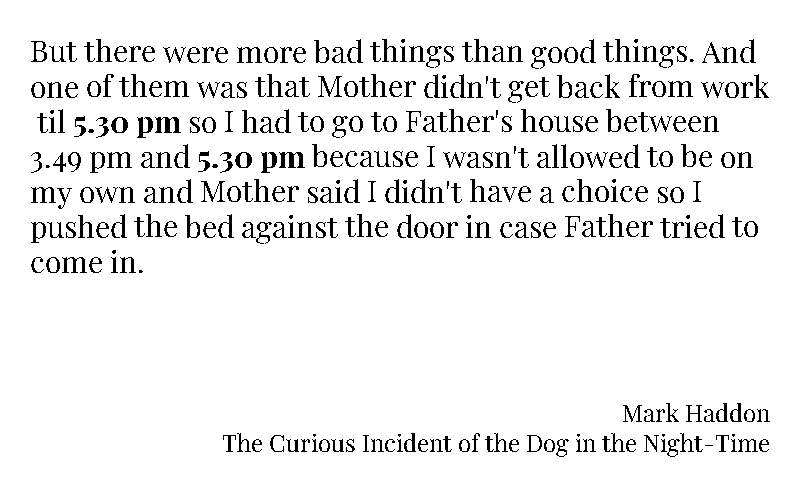 But there were more bad things than good things. And
one of them was that Mother didn't get back from work
til 5.30 pm so I had to go to Father's house between
3.49 pm and 5.30 pm because I wasn't allowed to be on
my own and Mother said I didn't have a choice so I
pushed the bed against the door in case Father tried to
come in.
Mark Haddon
The Curious Incident of the Dog in the Night-Time